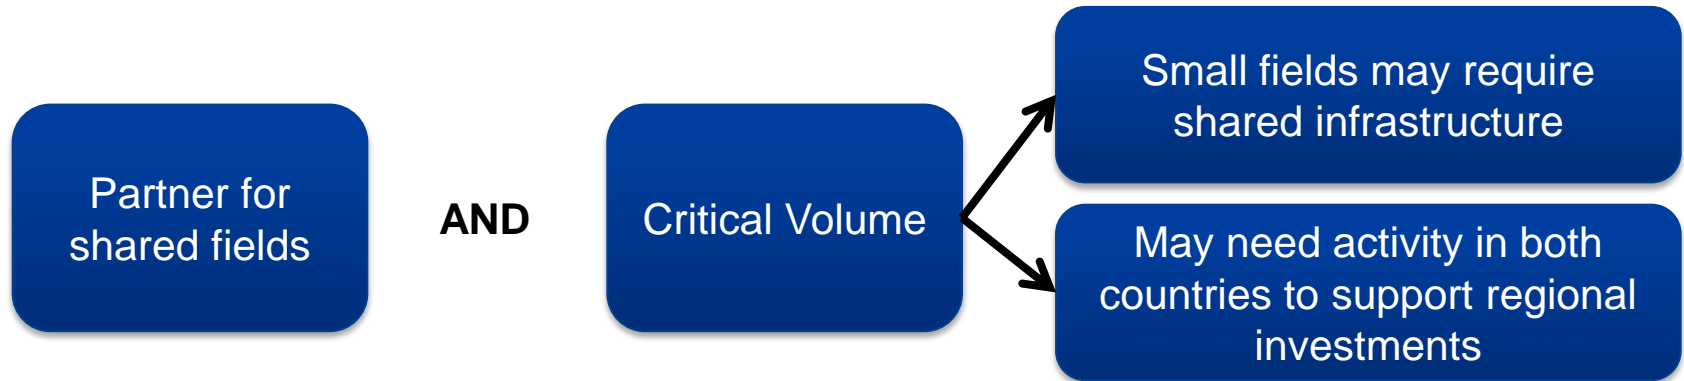 Partner for
shared fields
AND
Critical Volume
Small fields may require
shared infrastructure
May need activity in both
countries to support regional
investments